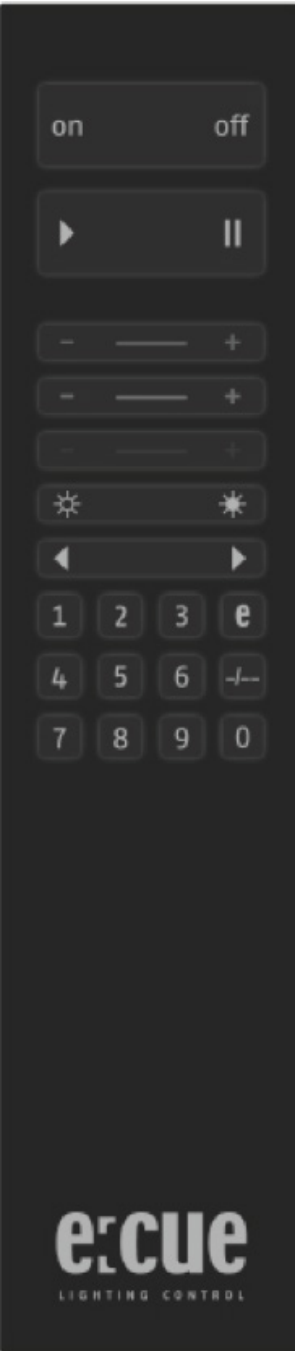 on off
- +
- +
- +
1 2 3 e
4 5 6 -/--
7 8 9 0
e:cue
LIGHTING CONTROL